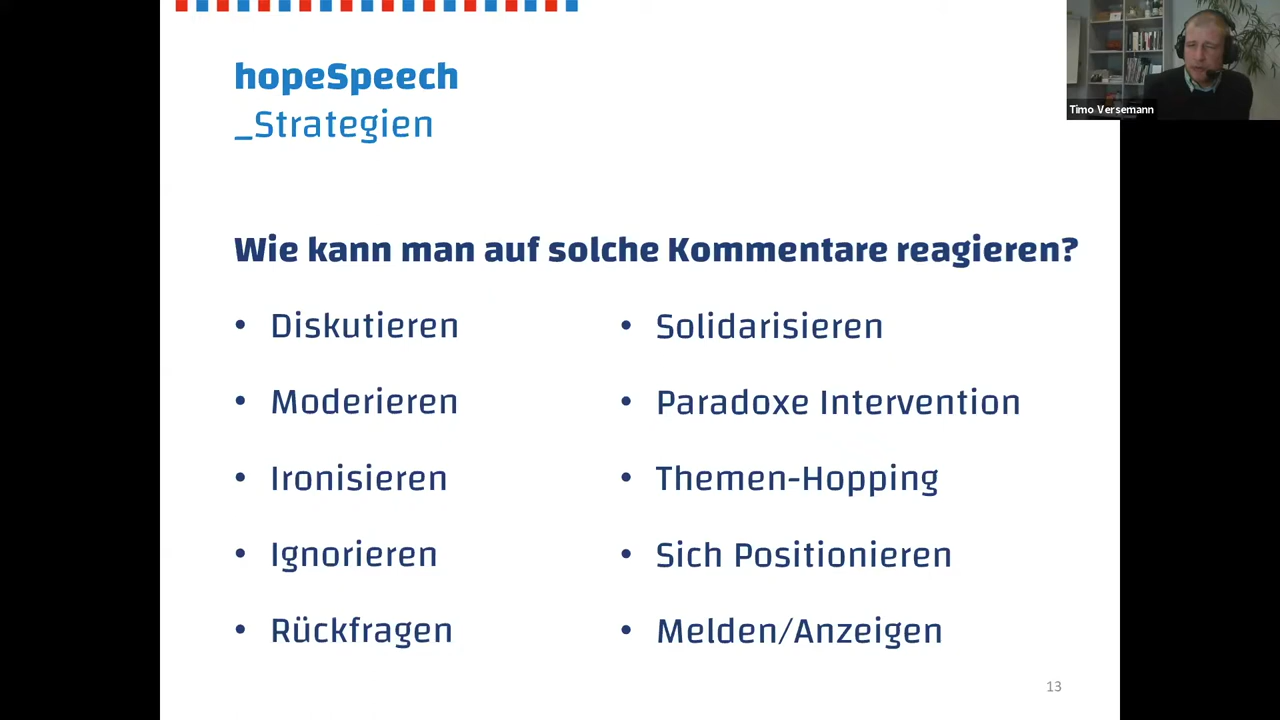 hopeSpeech
_Strategien
Timo Versemann
Wie kann man auf solche Kommentare reagieren?
• Diskutieren
• Moderieren
• Ironisieren
• Ignorieren
• Rückfragen
• Solidarisieren
• Paradoxe Intervention
• Themen-Hopping
• Sich Positionieren
• Melden/Anzeigen
13